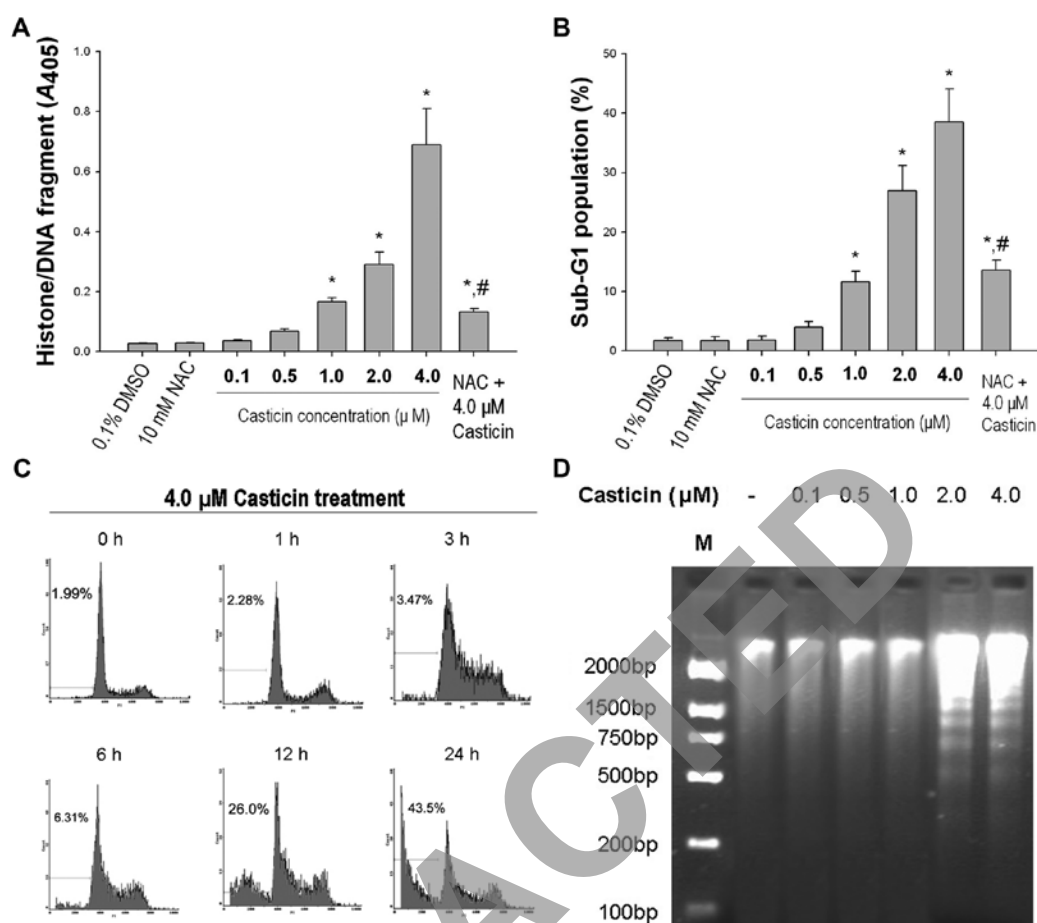 A
Histone/DNA fragment (A405)
1.0
0.8
0.6
0.4
0.2
0.0
*
*
*
*,#
0.1% DMSO
10 mM NAC
0.1
0.5
1.0
2.0
4.0
Casticin concentration (μ M)
NAC +
4.0 μM
Casticin
B
Sub-G1 population (%)
50
40
30
20
10
0
*
*
*
*,#
0.1% DMSO
10 mM NAC
0.1
0.5
1.0
2.0
4.0
Casticin concentration (μM)
NAC +
4.0 μM
Casticin
C
4.0 μM Casticin treatment
0 h
1 h
3 h
1.99%
2.28%
3.47%
6 h
12 h
24 h
6.31%
26.0%
43.5%
D
Casticin (μM) - 0.1 0.5 1.0 2.0 4.0
M
2000bp
1500bp
750bp
500bp
200bp
100bp
ACTED